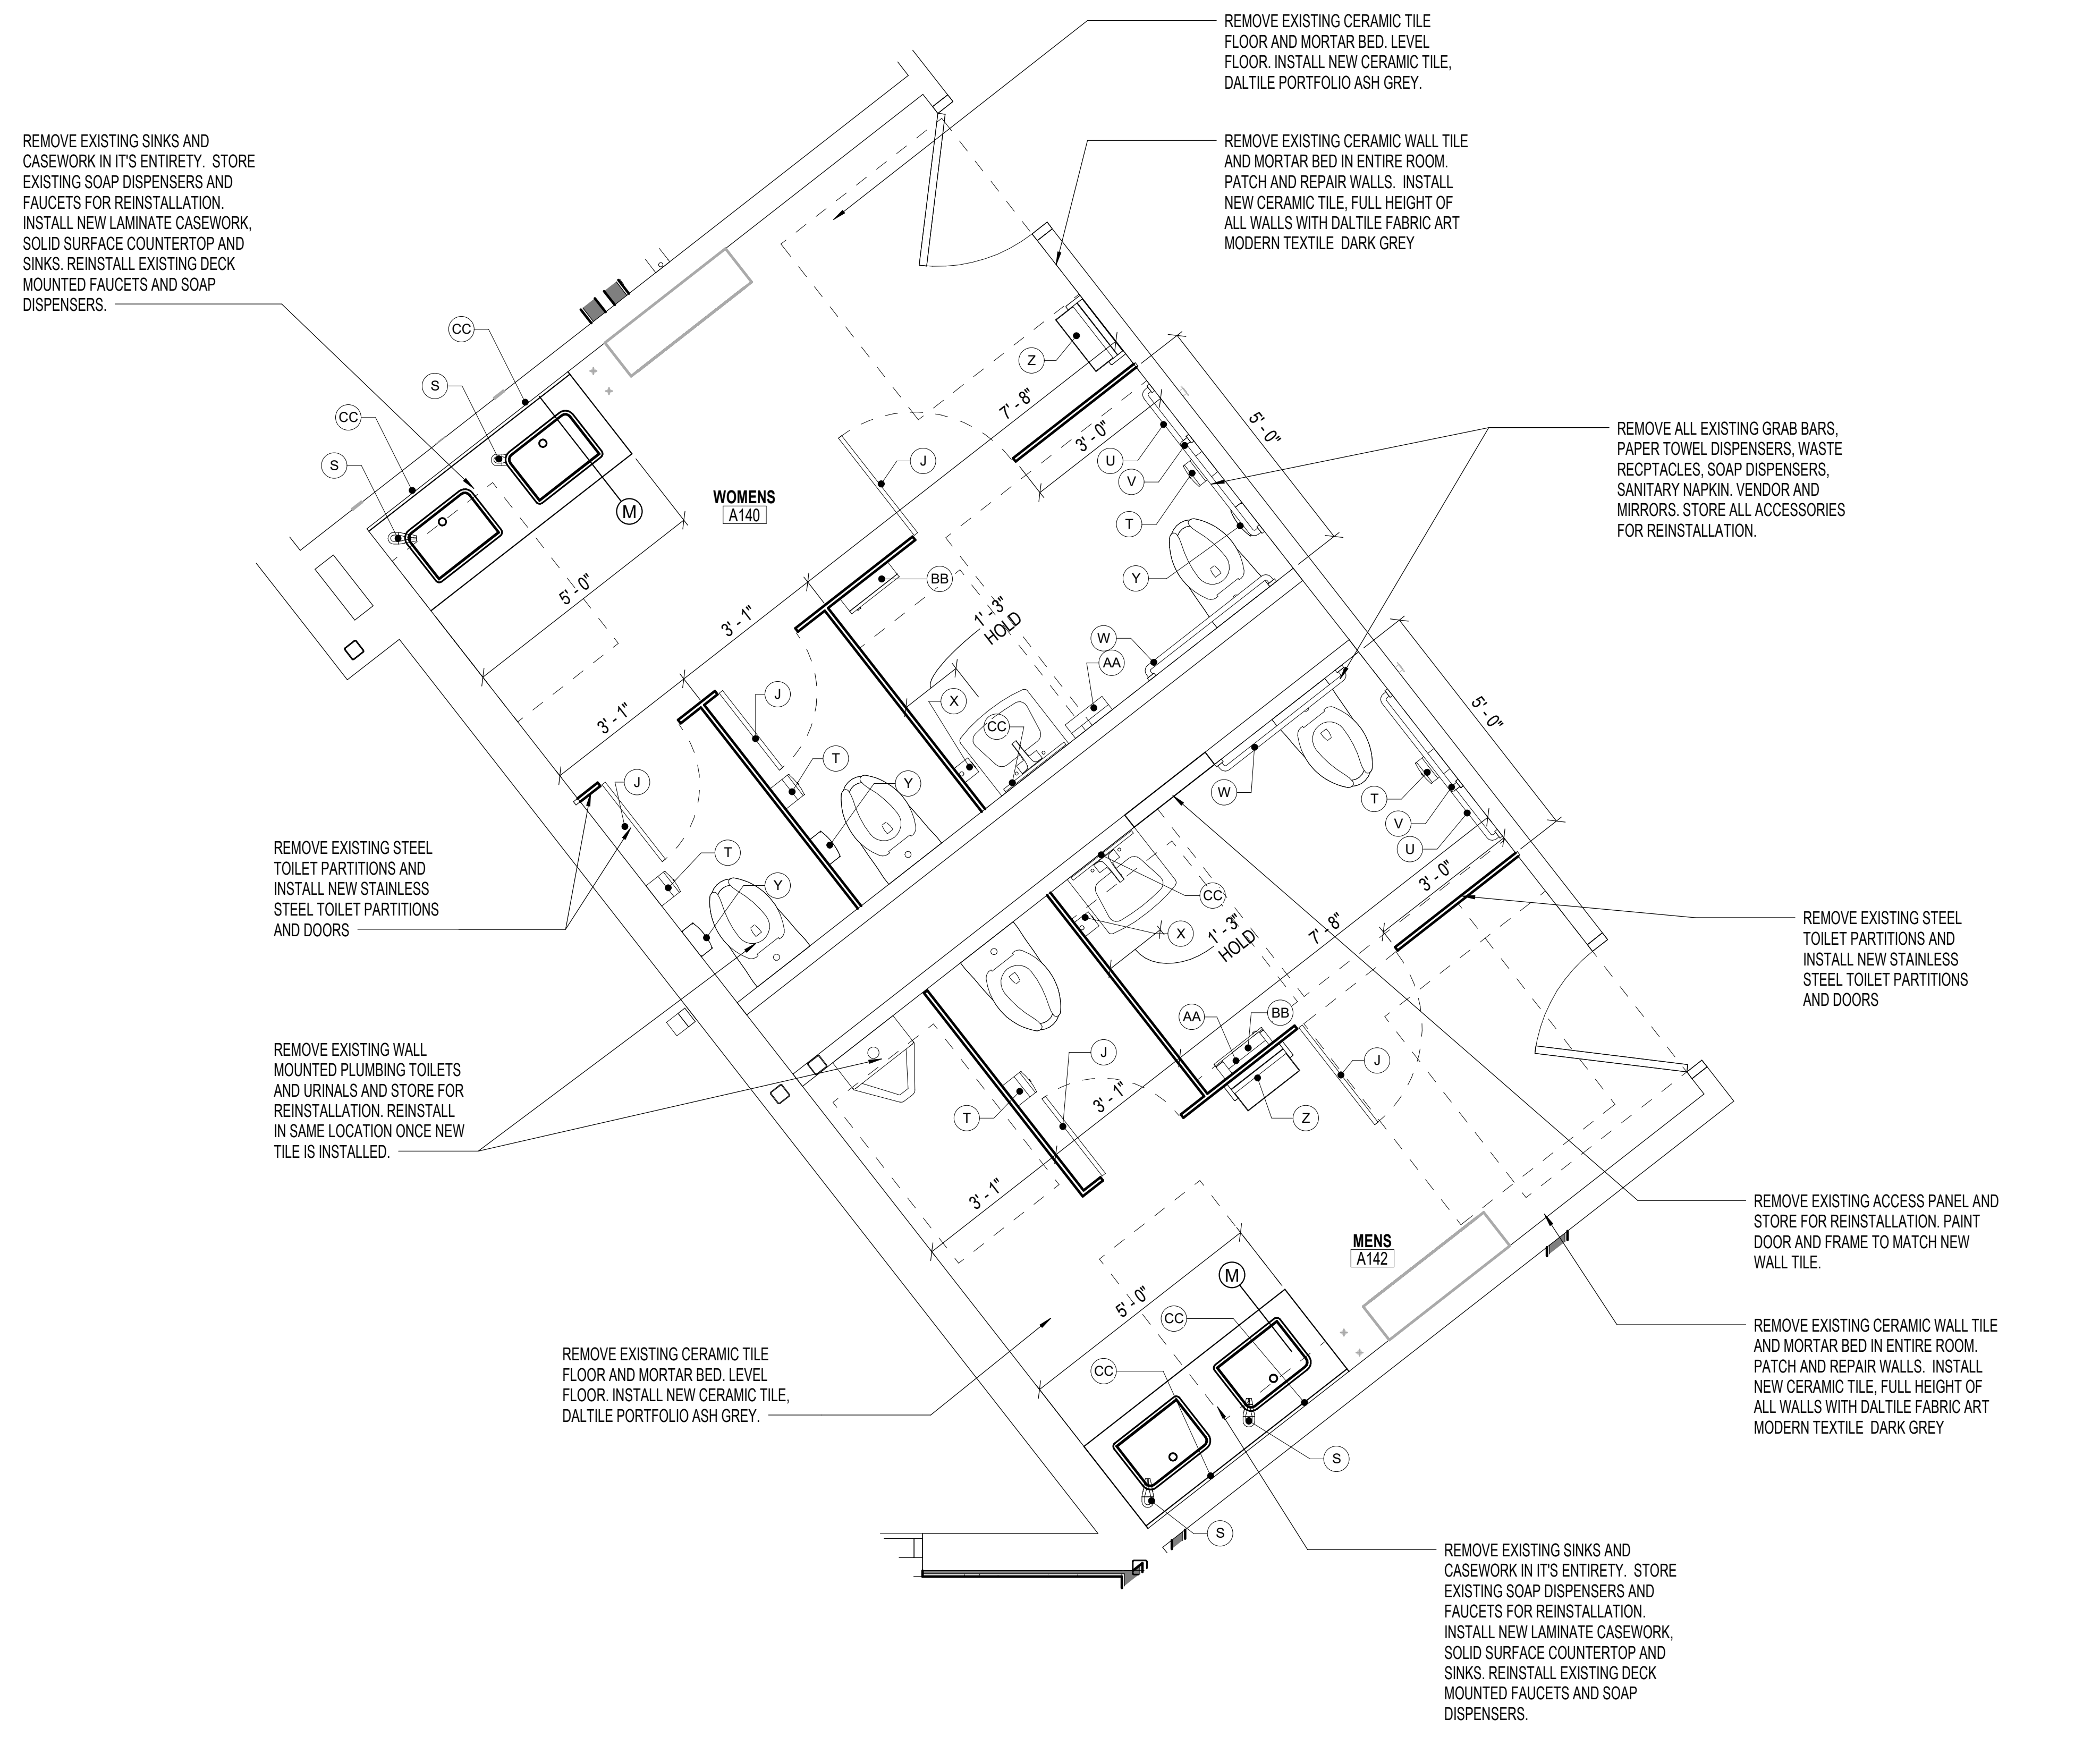 REMOVE EXISTING CERAMIC TILE
FLOOR AND MORTAR BED. LEVEL
FLOOR. INSTALL NEW CERAMIC TILE,
DALTILE PORTFOLIO ASH GREY.
REMOVE EXISTING SINKS AND
CASEWORK IN IT'S ENTIRETY. STORE
EXISTING SOAP DISPENSERS AND
FAUCETS FOR REINSTALLATION.
INSTALL NEW LAMINATE CASEWORK,
SOLID SURFACE COUNTERTOP AND
SINKS. REINSTALL EXISTING DECK
MOUNTED FAUCETS AND SOAP
DISPENSERS.
REMOVE EXISTING CERAMIC WALL TILE
AND MORTAR BED IN ENTIRE ROOM.
PATCH AND REPAIR WALLS. INSTALL
NEW CERAMIC TILE, FULL HEIGHT OF
ALL WALLS WITH DALTILE FABRIC ART
MODERN TEXTILE DARK GREY
CC
S
CC
S
M
Z
7' - 8"
3' - 0"
5' - 0"
J
U
V
T
WOMENS
A140
REMOVE ALL EXISTING GRAB BARS,
PAPER TOWEL DISPENSERS, WASTE
RECPTACLES, SOAP DISPENSERS,
SANITARY NAPKIN. VENDOR AND
MIRRORS. STORE ALL ACCESSORIES
FOR REINSTALLATION.
5' - 0"
BB
Y
3' - 1"
1' - 3"
HOLD
W
AA
J
X
CC
3' - 1"
5' - 0"
J
T
Y
W
T
V
U
REMOVE EXISTING STEEL
TOILET PARTITIONS AND
INSTALL NEW STAINLESS
STEEL TOILET PARTITIONS
AND DOORS
T
Y
CC
3' - 0"
X
1' - 3"
HOLD
7' - 8"
REMOVE EXISTING STEEL
TOILET PARTITIONS AND
INSTALL NEW STAINLESS
STEEL TOILET PARTITIONS
AND DOORS
AA
BB
REMOVE EXISTING WALL
MOUNTED PLUMBING TOILETS
AND URINALS AND STORE FOR
REINSTALLATION. REINSTALL
IN SAME LOCATION ONCE NEW
TILE IS INSTALLED.
J
J
T
3' - 1"
Z
3' - 1"
REMOVE EXISTING ACCESS PANEL AND
STORE FOR REINSTALLATION. PAINT
DOOR AND FRAME TO MATCH NEW
WALL TILE.
MENS
A142
M
5' - 0"
CC
CC
REMOVE EXISTING CERAMIC WALL TILE
AND MORTAR BED IN ENTIRE ROOM.
PATCH AND REPAIR WALLS. INSTALL
NEW CERAMIC TILE, FULL HEIGHT OF
ALL WALLS WITH DALTILE FABRIC ART
MODERN TEXTILE DARK GREY
REMOVE EXISTING CERAMIC TILE
FLOOR AND MORTAR BED. LEVEL
FLOOR. INSTALL NEW CERAMIC TILE,
DALTILE PORTFOLIO ASH GREY.
S
S
REMOVE EXISTING SINKS AND
CASEWORK IN IT'S ENTIRETY. STORE
EXISTING SOAP DISPENSERS AND
FAUCETS FOR REINSTALLATION.
INSTALL NEW LAMINATE CASEWORK,
SOLID SURFACE COUNTERTOP AND
SINKS. REINSTALL EXISTING DECK
MOUNTED FAUCETS AND SOAP
DISPENSERS.